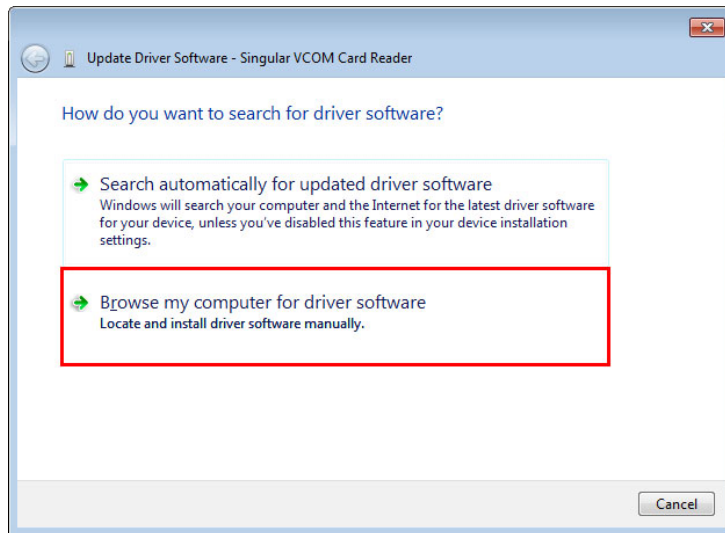 Update Driver Software - Singular VCOM Card Reader
How do you want to search for driver software?
Search automatically for updated driver software
Windows will search your computer and the Internet for the latest driver software
for your device, unless you've disabled this feature in your device installation
settings.
Browse my computer for driver software
Locate and install driver software manually.
Cancel